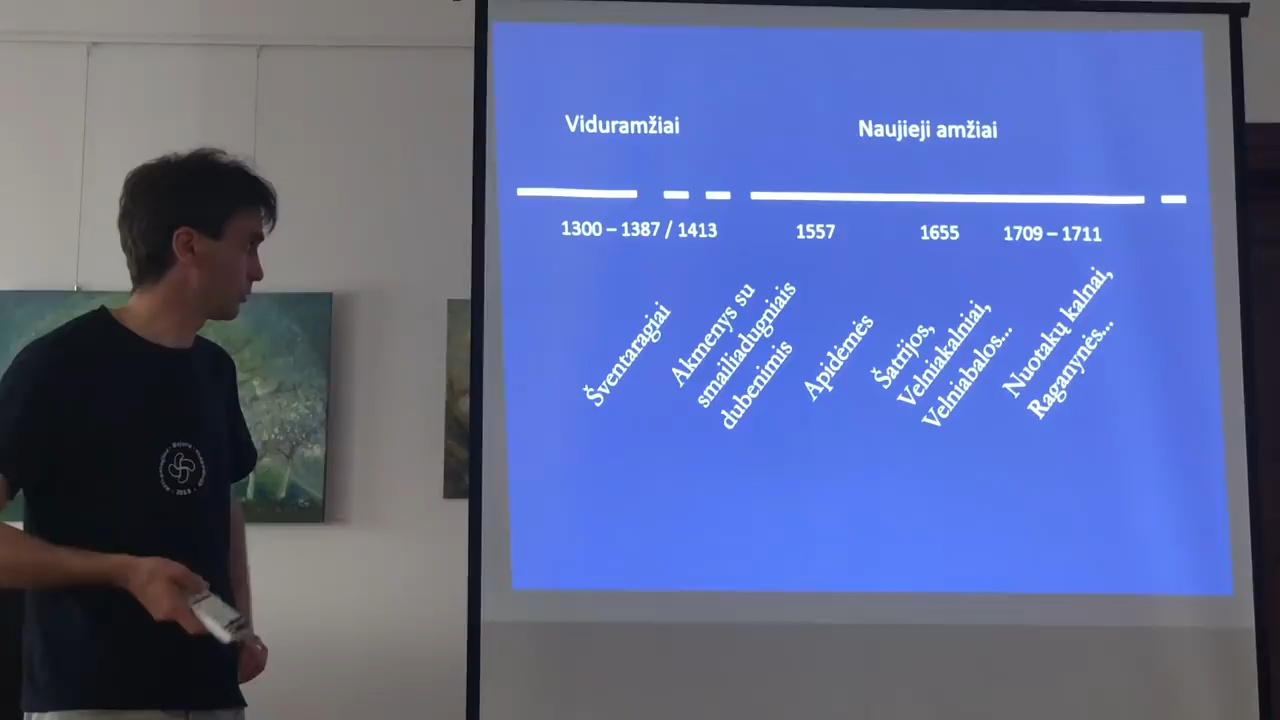 Viduramžiai
Naujieji amžiai
1300 – 1387 / 1413
1557
1655
1709 – 1711
Šventaragiai
Akmenys su
smailiadugniais
dubenimis
Apidėmės
Šatrijos,
Velniakalniai,
Velniabalos...
Nuotakų kalnai,
Raganynės...